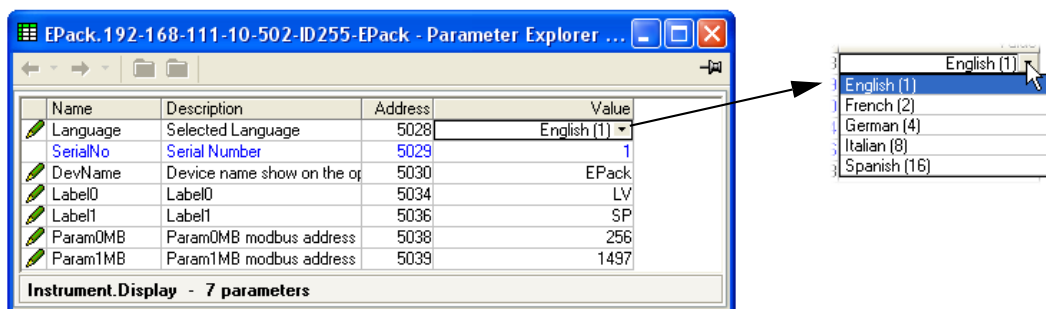 EPack.192-168-111-10-502-ID255-EPack - Parameter Explorer ...
Name Description Address Value
Language Selected Language 5028 English (1)
SerialNo Serial Number 5029 1
DevName Device name show on the op 5030 EPack
Label0 Label0 5034 LV
Label1 Label1 5036 SP
Param0MB Param0MB modbus address 5038 256
Param1MB Param1MB modbus address 5039 1497
Instrument.Display - 7 parameters
English (1)
English (1)
French (2)
German (4)
Italian (8)
Spanish (16)